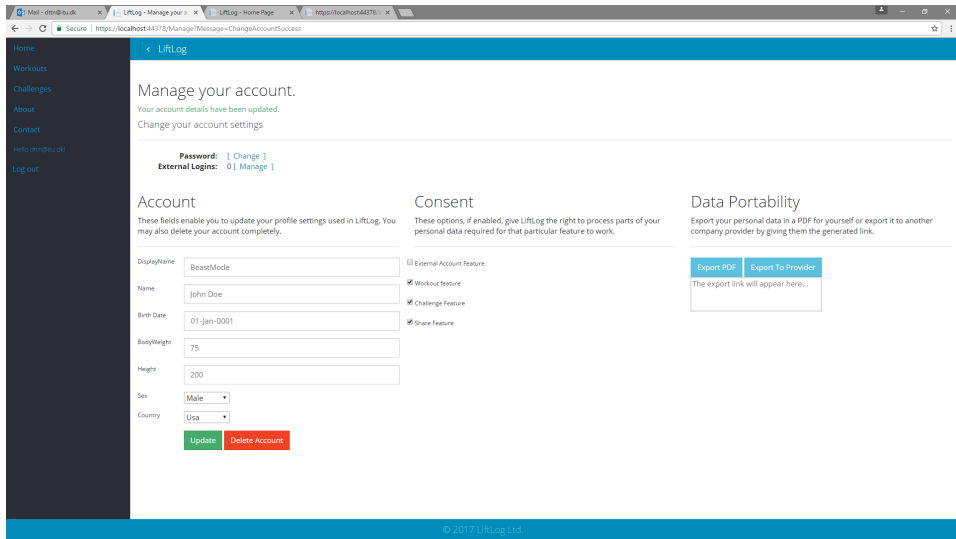 Mail - dttn@itu.dk
LiftLog - Manage your a
LiftLog - Home Page
https://localhost:44378/
Secure
https://localhost:44378/Manage?Message=ChangeAccountSuccess
Home
Workouts
Challenges
About
Contact
Hello dttn@itu.dk!
Log out
‹ LiftLog
Manage your account.
Your account details have been updated.
Change your account settings
Password: [ Change ]
External Logins: 0 [ Manage ]
Account
These fields enable you to update your profile settings used in LiftLog. You
may also delete your account completely.
DisplayName BeastMode
Name John Doe
Birth Date 01-Jan-0001
BodyWeight 75
Height 200
Sex Male
Country Usa
Update Delete Account
Consent
These options, if enabled, give LiftLog the right to process parts of your
personal data required for that particular feature to work.
External Account Feature
Workout feature
Challenge Feature
Share Feature
Data Portability
Export your personal data in a PDF for yourself or export it to another
company provider by giving them the generated link.
Export PDF Export To Provider
The export link will appear here...
© 2017 LiftLog Ltd.